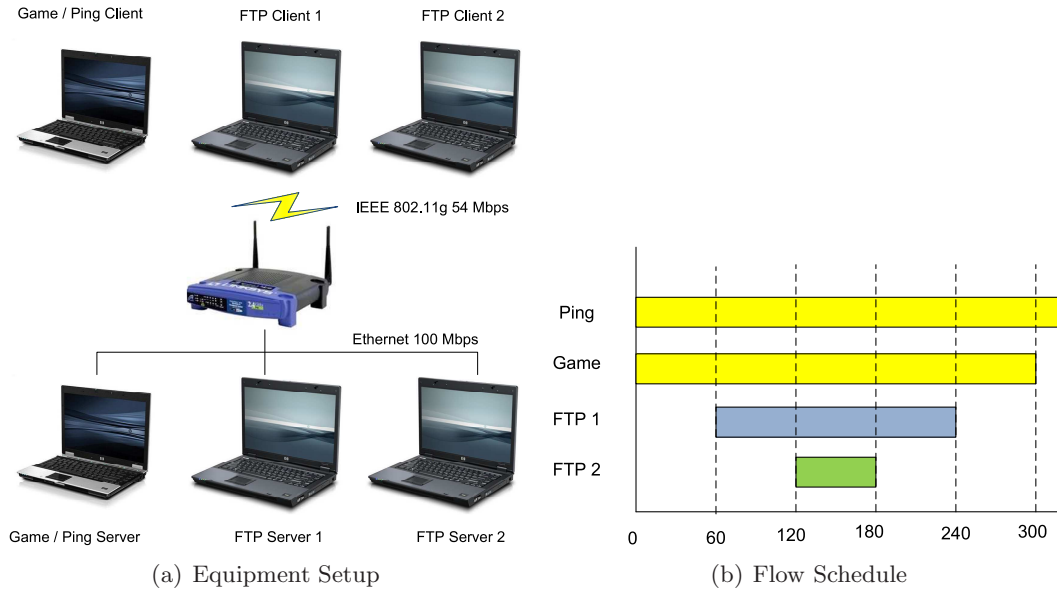 Game / Ping Client
FTP Client 1
FTP Client 2
IEEE 802.11g 54 Mbps
Ethernet 100 Mbps
Game / Ping Server
FTP Server 1
FTP Server 2
(a) Equipment Setup
Ping
Game
FTP 1
FTP 2
0
60
120
180
240
300
(b) Flow Schedule